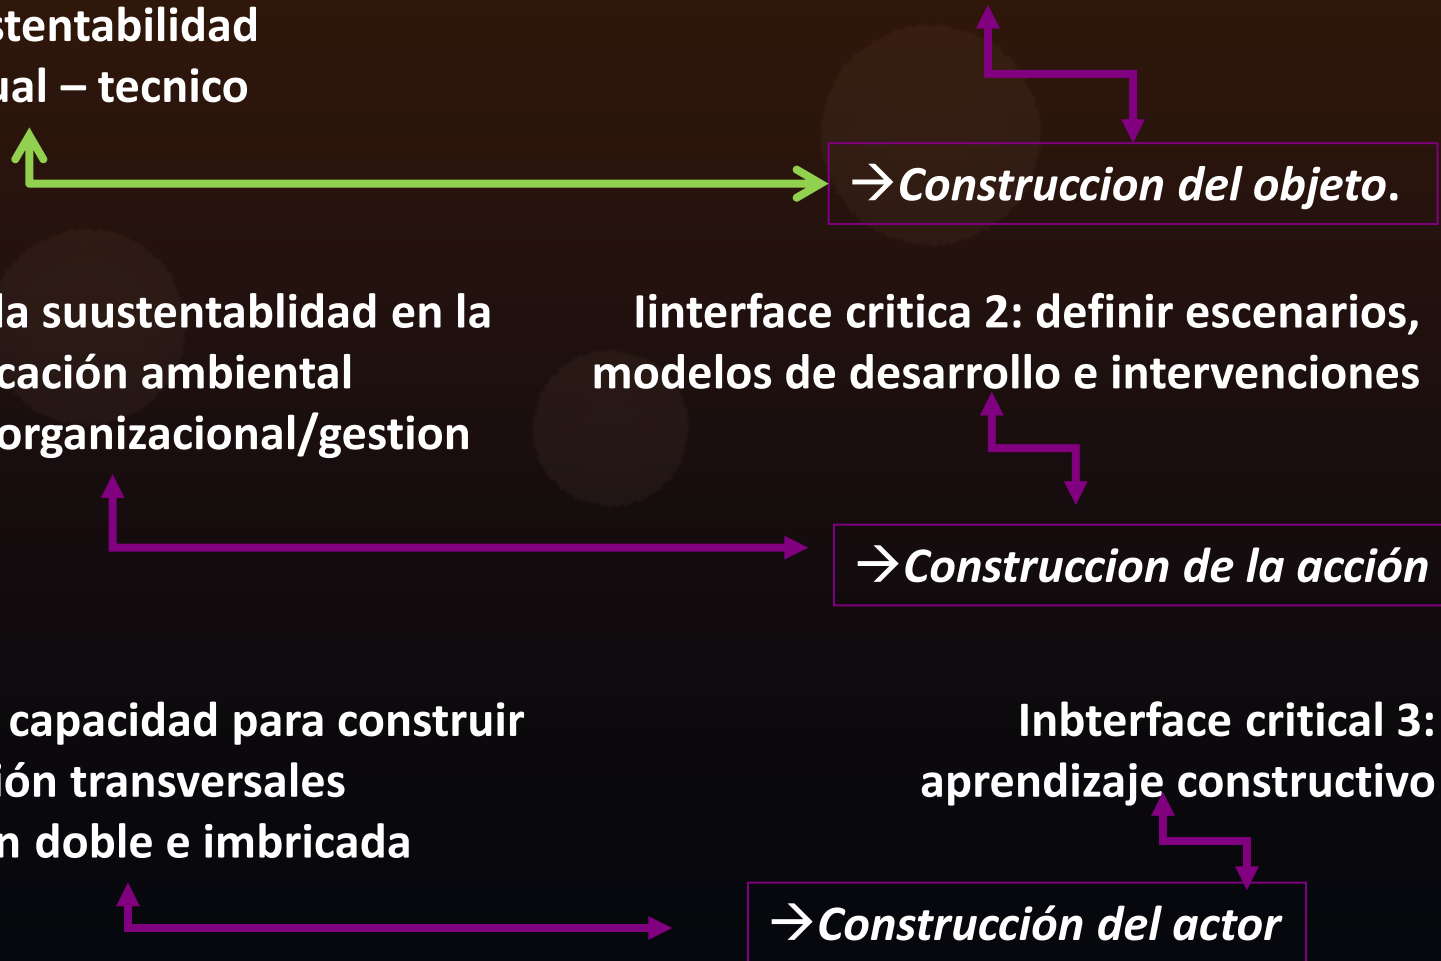 stentabilidad
ual – tecnico
→Construccion del objeto.
la suustentablidad en la
cación ambiental
organizacional/gestion
Iinterface critica 2: definir escenarios,
modelos de desarrollo e intervenciones
→Construccion de la acción
capacidad para construir
ión transversales
n doble e imbricada
Inbterface critical 3:
aprendizaje constructivo
→Construcción del actor